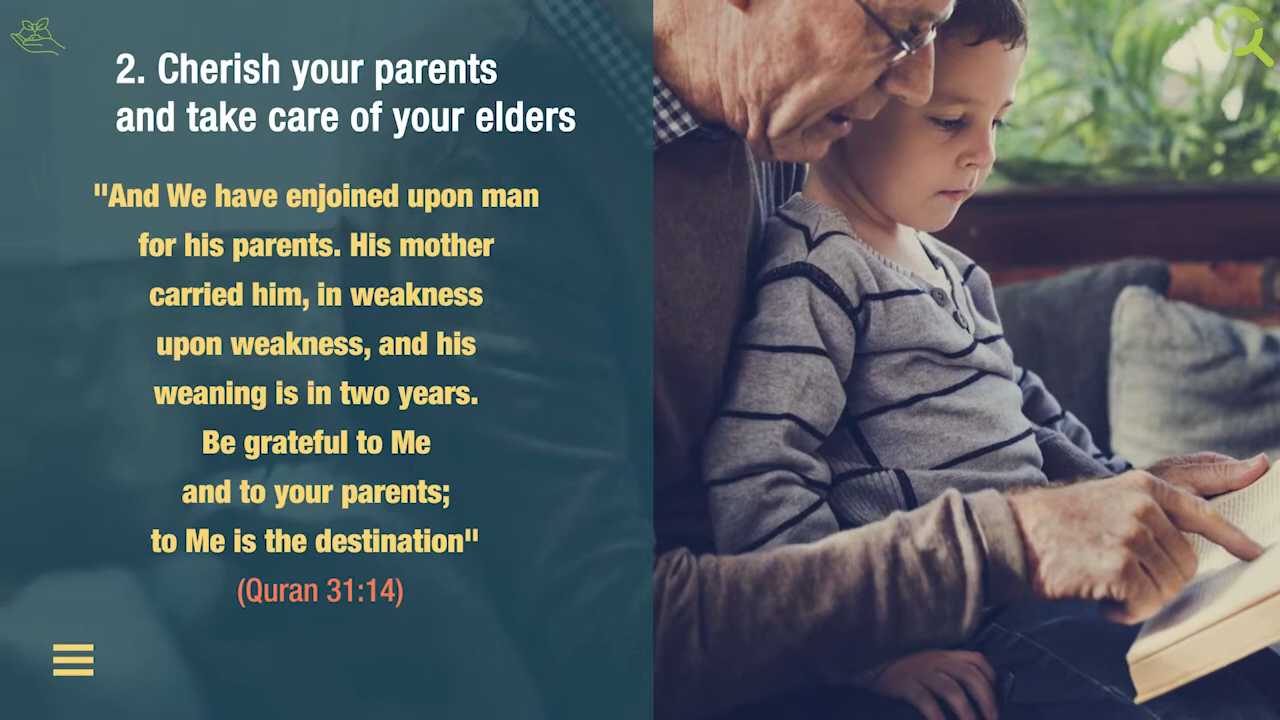 2. Cherish your parents
and take care of your elders
"And We have enjoined upon man
for his parents. His mother
carried him, in weakness
upon weakness, and his
weaning is in two years.
Be grateful to Me
and to your parents;
to Me is the destination"
(Quran 31:14)